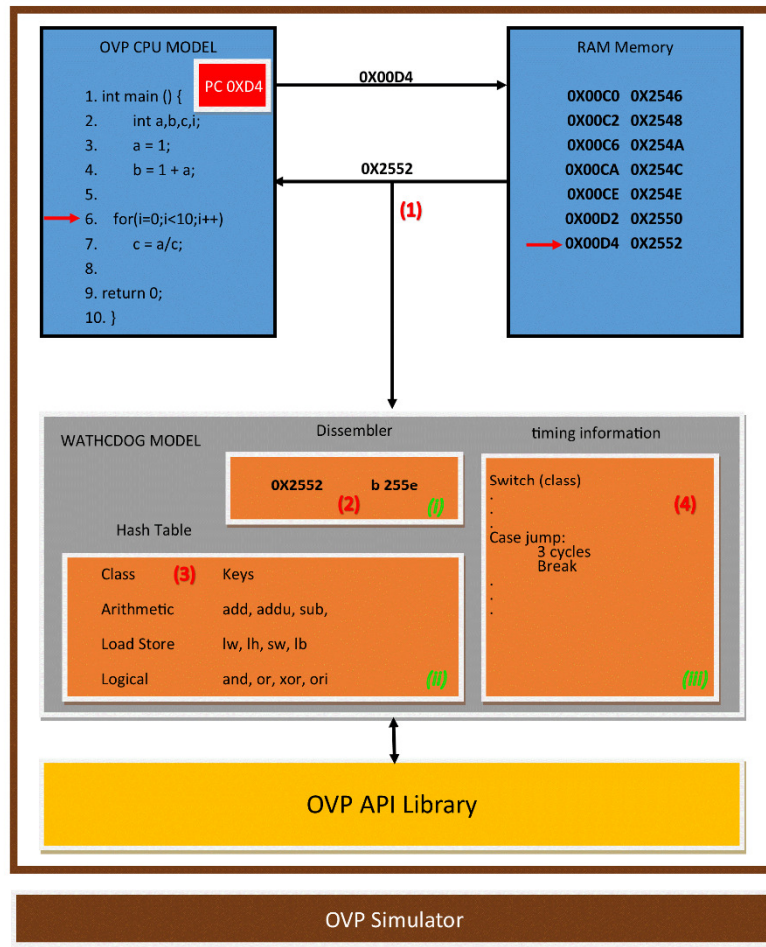 OVP CPU MODEL
PC 0XD4
1. int main () {
2. int a,b,c,i;
3. a = 1;
4. b = 1 + a;
5.
6. for(i=0;i<10;i++)
7. c = a/c;
8.
9. return 0;
10. }
0X00D4
0X2552
(1)
RAM Memory
0X00C0 0X2546
0X00C2 0X2548
0X00C6 0X254A
0X00CA 0X254C
0X00CE 0X254E
0X00D2 0X2550
0X00D4 0X2552
WATHCDOG MODEL
Dissembler
0X2552 b 255e
(2) (i)
Hash Table
Class (3) Keys
Arithmetic add, addu, sub,
Load Store lw, lh, sw, lb
Logical and, or, xor, ori
(ii)
timing information
Switch (class)
.
.
.
(4)
Case jump:
3 cycles
Break
.
.
.
(iii)
OVP API Library
OVP Simulator